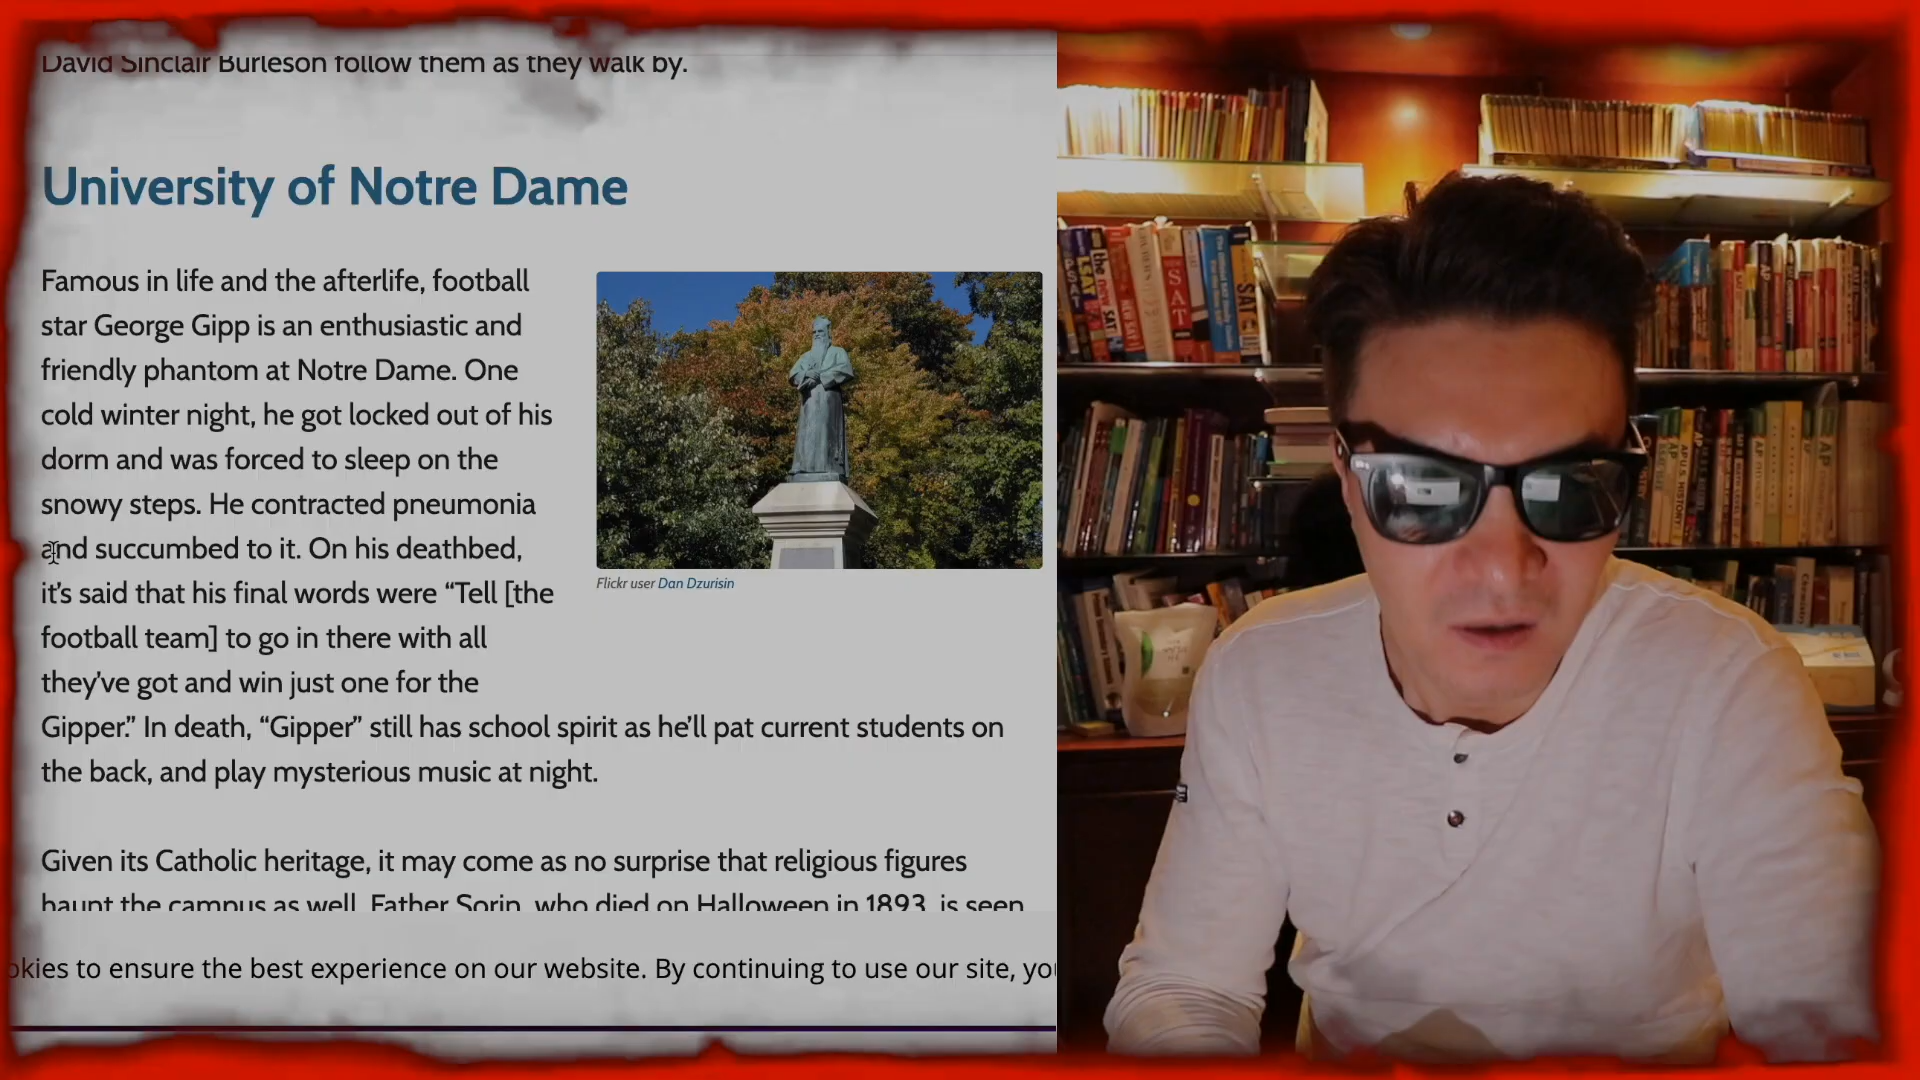 David Sinclair Burleson follow them as they walk by.
University of Notre Dame
Famous in life and the afterlife, football
star George Gipp is an enthusiastic and
friendly phantom at Notre Dame. One
cold winter night, he got locked out of his
dorm and was forced to sleep on the
snowy steps. He contracted pneumonia
and succumbed to it. On his deathbed,
it’s said that his final words were “Tell [the
football team] to go in there with all
they’ve got and win just one for the
Gipper.” In death, “Gipper” still has school spirit as he’ll pat current students on
the back, and play mysterious music at night.
Flickr user Dan Dzurisin
Given its Catholic heritage, it may come as no surprise that religious figures
haunt the campus as well. Father Sorin, who died on Halloween in 1893, is seen
okies to ensure the best experience on our website. By continuing to use our site, you
LSAT
the new SAT
SAT
SAT
AP
AP